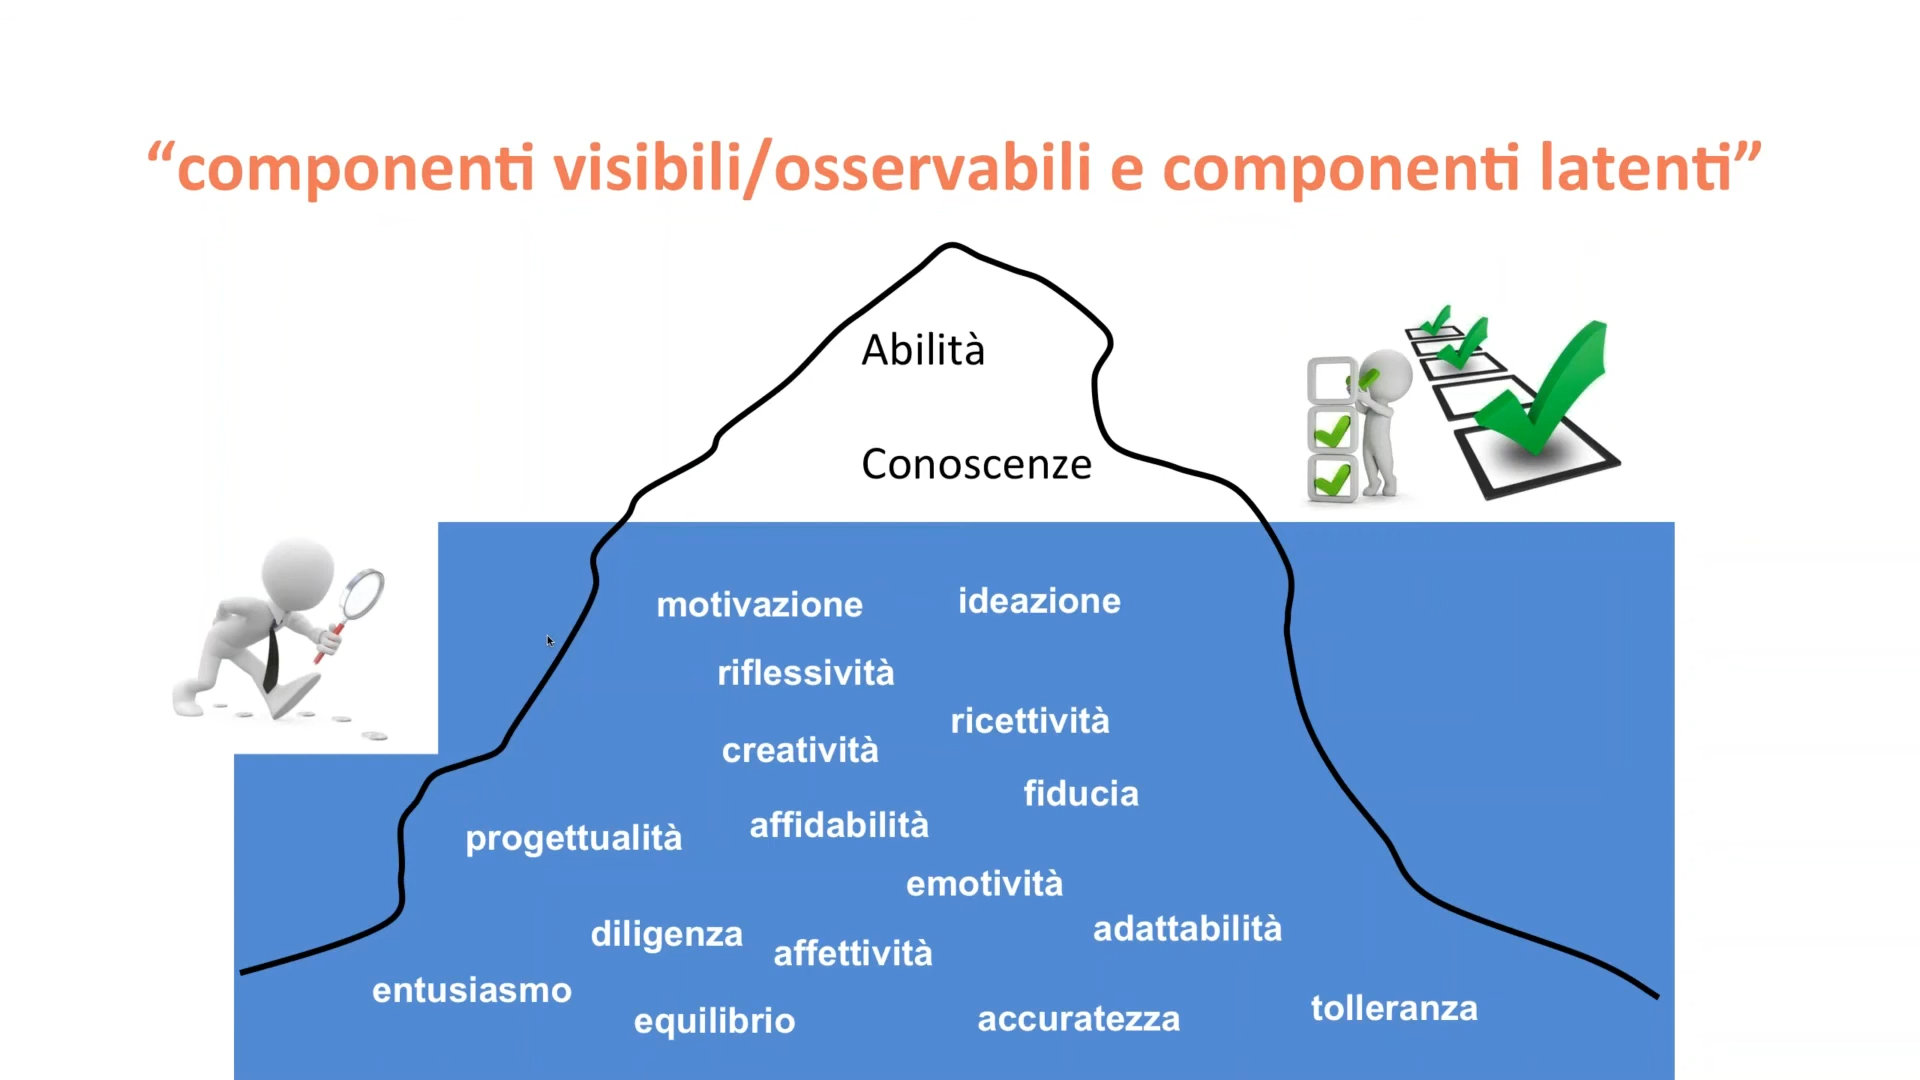 “componenti visibili/osservabili e componenti latenti”
Abilità
Conoscenze
motivazione
ideazione
riflessività
ricettività
creatività
fiducia
affidabilità
progettualità
emotività
adattabilità
diligenza
affettività
entusiasmo
tolleranza
equilibrio
accuratezza